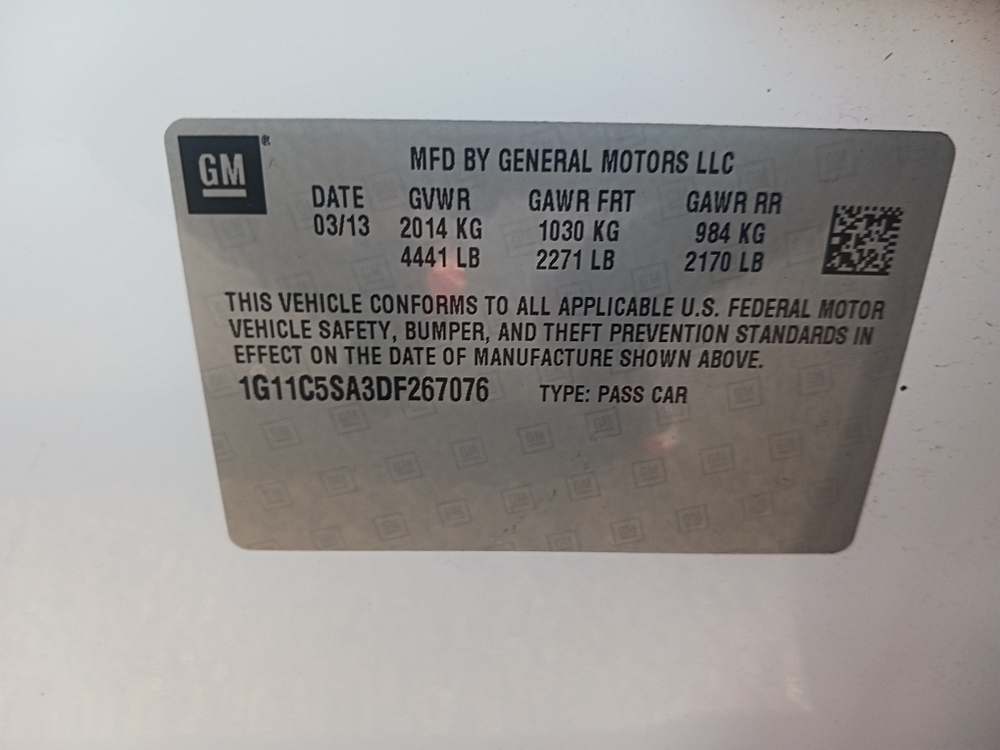 GM®
MFD BY GENERAL MOTORS LLC
DATE GVWR GAWR FRT GAWR RR
03/13 2014 KG 1030 KG 984 KG
4441 LB 2271 LB 2170 LB
THIS VEHICLE CONFORMS TO ALL APPLICABLE U.S. FEDERAL MOTOR
VEHICLE SAFETY, BUMPER, AND THEFT PREVENTION STANDARDS IN
EFFECT ON THE DATE OF MANUFACTURE SHOWN ABOVE.
1G11C5SA3DF267076 TYPE: PASS CAR